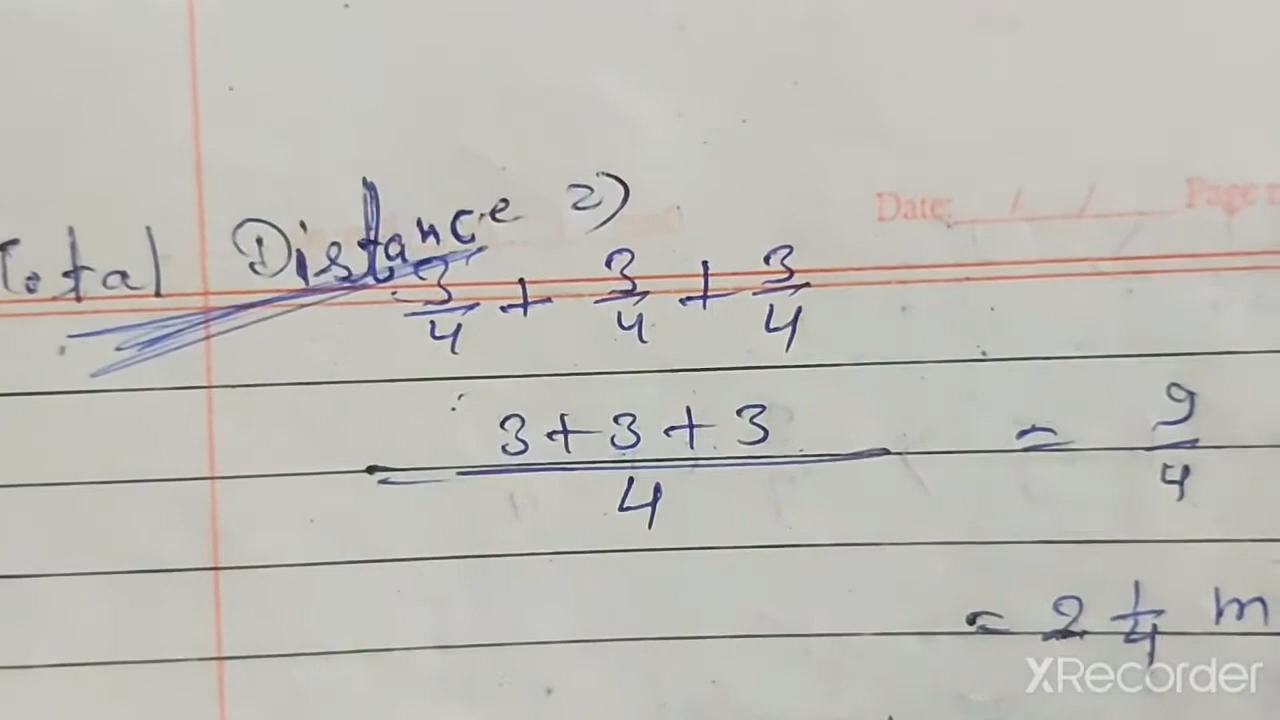 Total Distance =)
Date: / / Page
3/4 + 3/4 + 3/4
= 3+3+3/4 = 9/4
= 2 1/4 m
XRecorder